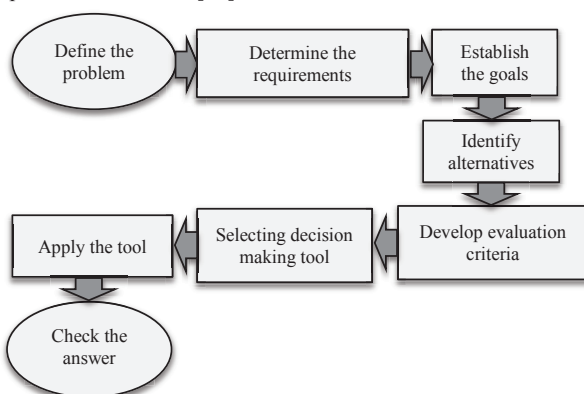 Define the
problem
Determine the
requirements
Establish
the goals
Identify
alternatives
Develop evaluation
criteria
Selecting decision
making tool
Apply the tool
Check the
answer